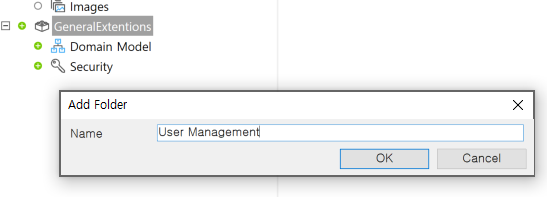 Images
GeneralExtentions
Domain Model
Security
Add Folder
Name
User Management
OK
Cancel